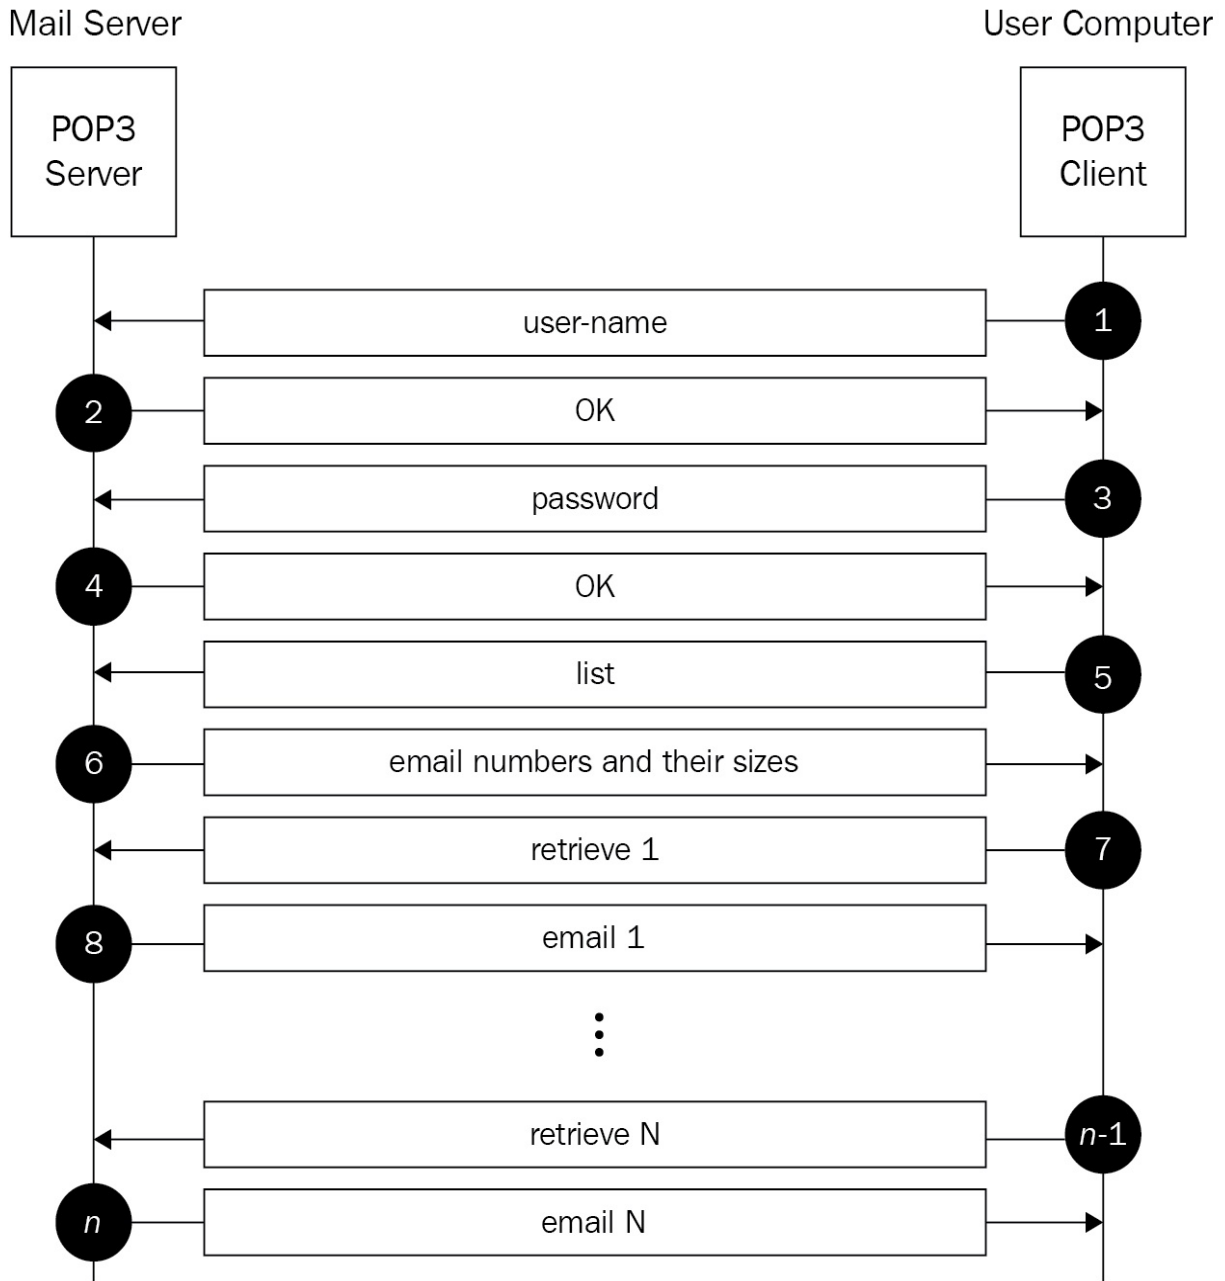 Mail Server
User Computer
POP3
Server
POP3
Client
user-name
1
2
OK
password
3
4
OK
list
5
6
email numbers and their sizes
retrieve 1
7
8
email 1
retrieve N
n-1
n
email N